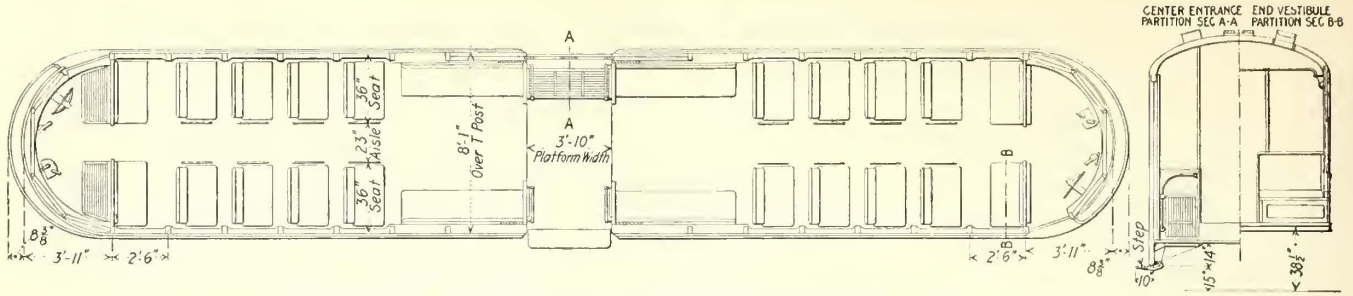 CENTER ENTRANCE END VESTIBULE
PARTITION SEC A-A PARTITION SEC B-B
A
A
36"
Seat
23"
Aisle
36"
Seat
8'-1"
Over T Post
3'-10"
Platform Width
B
B
8 3/8"
3'-11"
2'6"
2'6"
3'-11"
8 3/8"
Step
10"
15"×14"
38 1/2"